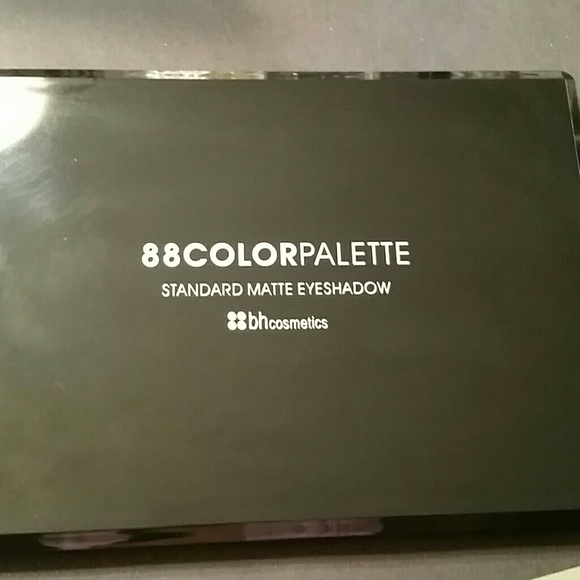 88COLORPALETTE
STANDARD MATTE EYESHADOW
bhcosmetics